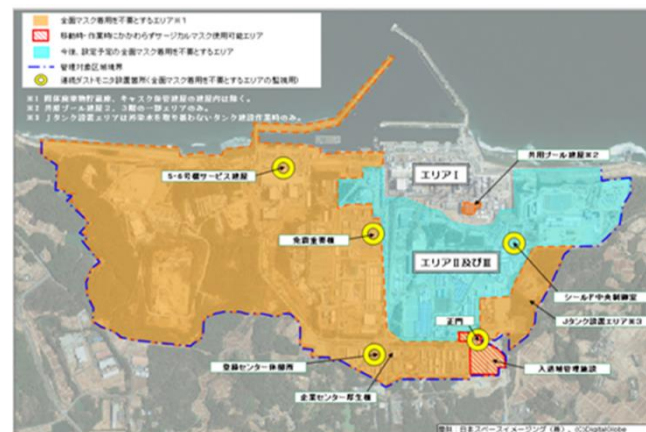 全面マスク着用を不要とするエリア※1
移動時・作業時にかかわらずサージカルマスク使用可能エリア
今後、設定予定の全面マスク着用を不要とするエリア
管理対象区域境界
連続ダストモニタ設置箇所(全面マスク着用を不要とするエリアの監視用)
※1 固体廃棄物貯蔵庫、キャスク保管建屋の建屋内は除く。
※2 共用プール建屋2、3階の一部エリアのみ。
※3 Jタンク設置エリアは汚染水を取り扱わないタンク建設作業時のみ。
5・6号機サービス建屋
エリアⅠ
共用プール建屋※2
免震重要棟
エリアⅡ及びⅢ
シールド中央制御室
正門
Jタンク設置エリア※3
登録センター休憩所
入退域管理施設
企業センター厚生棟
提供:日本スペースイメージング(株)、(C)DigitalGlobe